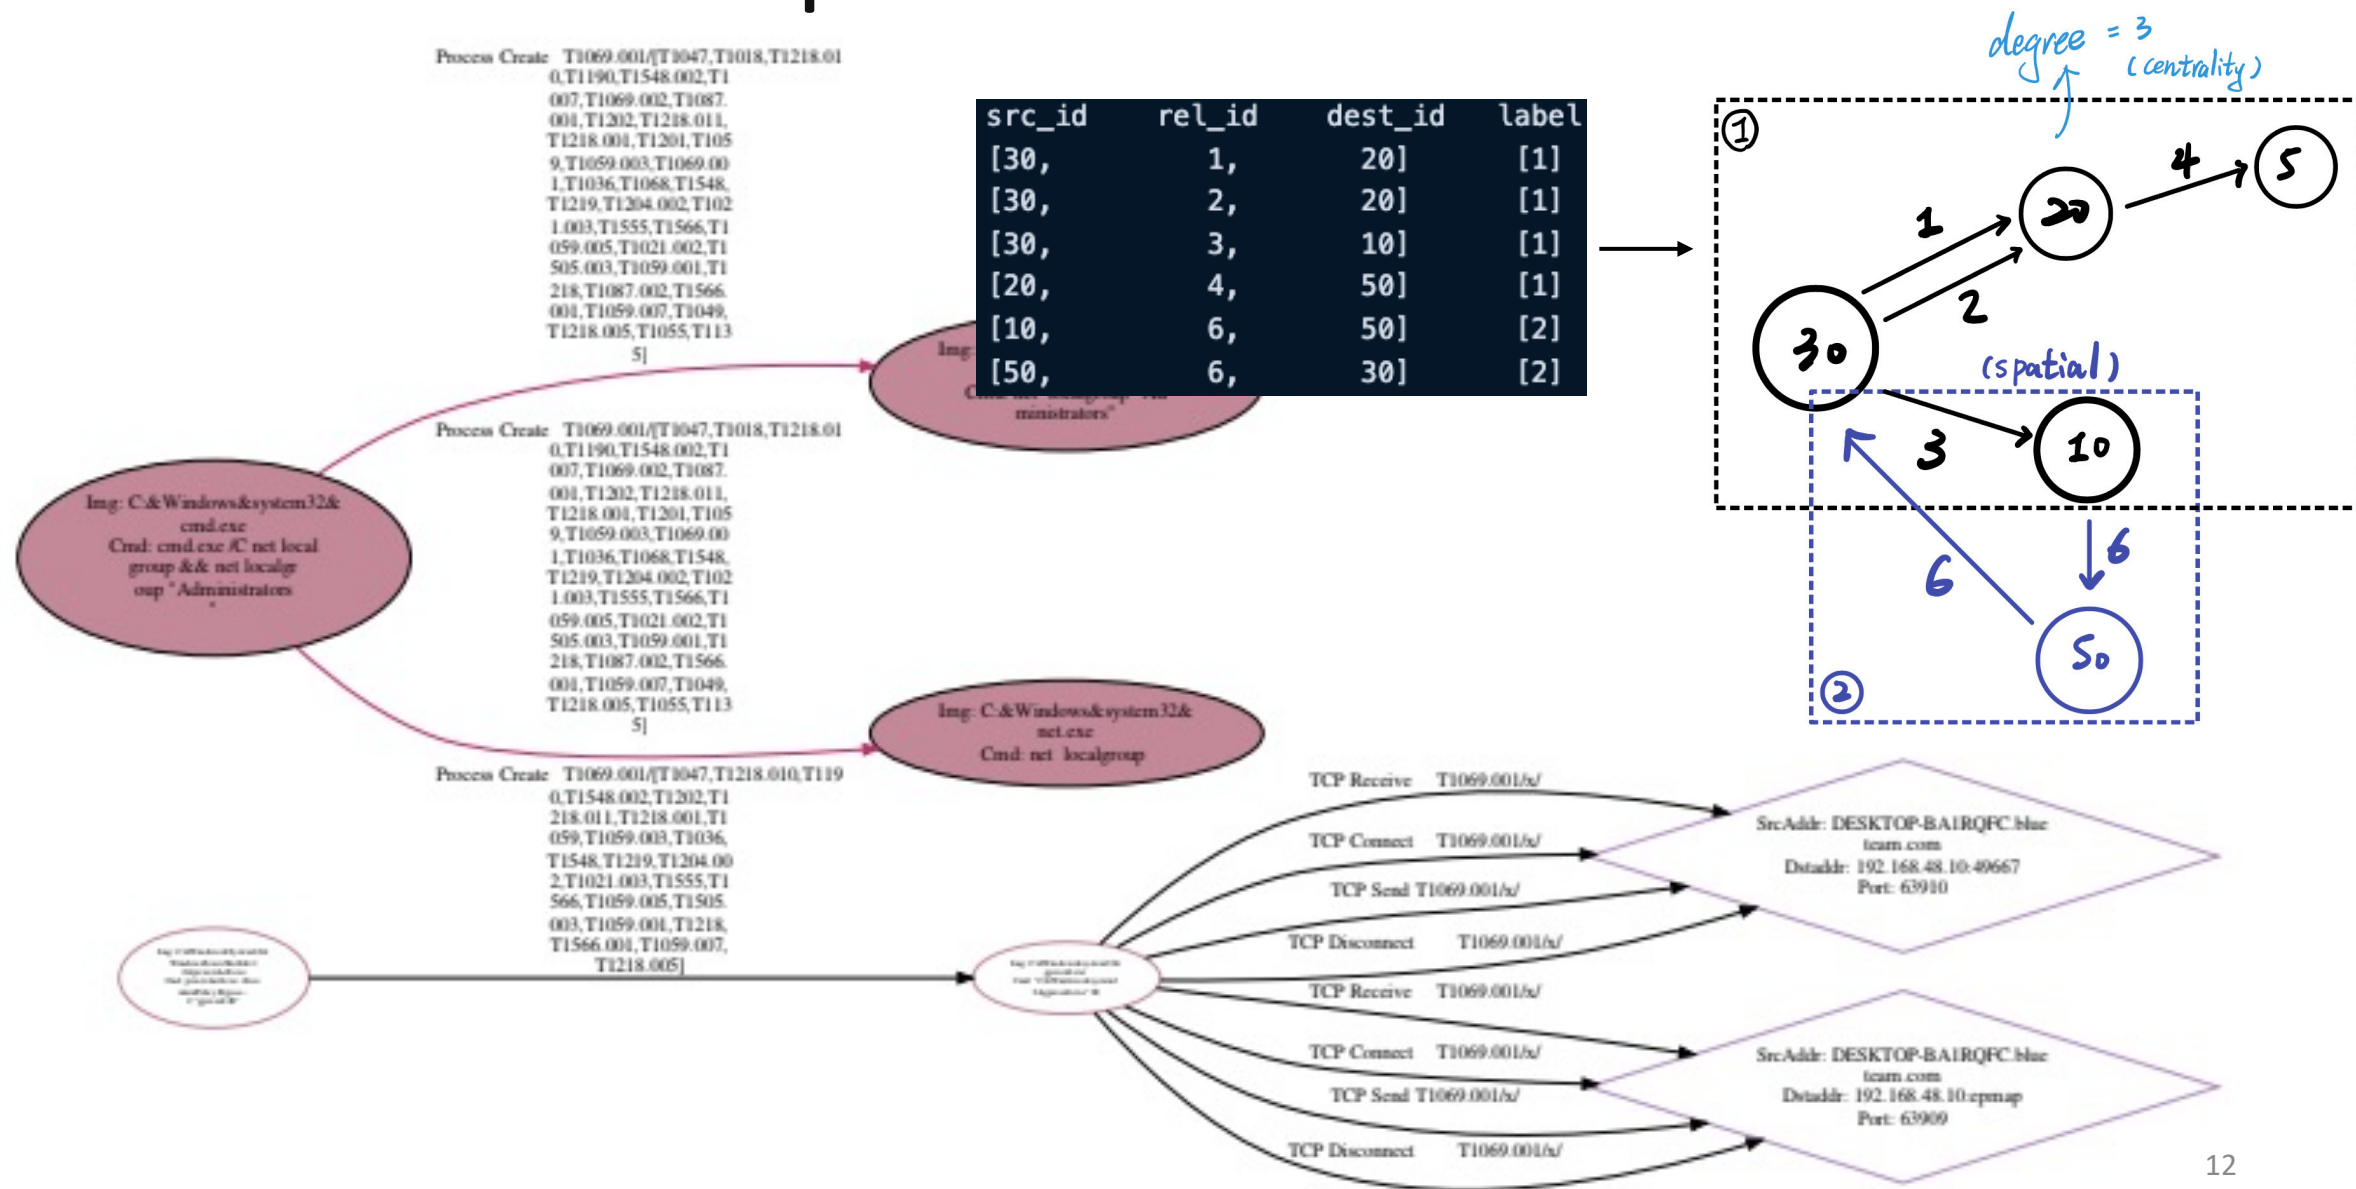 Process Create T1069.001/[T1047,T1018,T1218.01
0,T1190,T1548.002,T1
007,T1069.002,T1087.
001,T1202,T1218.011,
T1218.001,T1201,T105
9,T1059.003,T1069.00
1,T1036,T1068,T1548,
T1219,T1204.002,T102
1.003,T1555,T1566,T1
059.005,T1021.002,T1
505.003,T1059.001,T1
218,T1087.002,T1566.
001,T1059.007,T1049,
T1218.005,T1055,T113
5]
Img:
ministrators"
src_id rel_id dest_id label
[30, 1, 20] [1]
[30, 2, 20] [1]
[30, 3, 10] [1]
[20, 4, 50] [1]
[10, 6, 50] [2]
[50, 6, 30] [2]
degree = 3
(centrality)
1
20
4
5
1
2
30
(spatial)
3
10
6
6
50
2
Process Create T1069.001/[T1047,T1018,T1218.01
0,T1190,T1548.002,T1
007,T1069.002,T1087.
001,T1202,T1218.011,
T1218.001,T1201,T105
9,T1059.003,T1069.00
1,T1036,T1068,T1548,
T1219,T1204.002,T102
1.003,T1555,T1566,T1
059.005,T1021.002,T1
505.003,T1059.001,T1
218,T1087.002,T1566.
001,T1059.007,T1049,
T1218.005,T1055,T113
5]
Img: C:&Windows&system32&
cmd.exe
Cmd: cmd.exe /C net local
group && net localgr
oup "Administrators
"
Img: C:&Windows&system32&
net.exe
Cmd: net localgroup
Process Create T1069.001/[T1047,T1218.010,T119
0,T1548.002,T1202,T1
218.011,T1218.001,T1
059,T1059.003,T1036,
T1548,T1219,T1204.00
2,T1021.003,T1555,T1
566,T1059.005,T1505.
003,T1059.001,T1218,
T1566.001,T1059.007,
T1218.005]
TCP Receive T1069.001/x/
TCP Connect T1069.001/x/
TCP Send T1069.001/x/
TCP Disconnect T1069.001/x/
TCP Receive T1069.001/x/
TCP Connect T1069.001/x/
TCP Send T1069.001/x/
TCP Disconnect T1069.001/x/
SrcAddr: DESKTOP-BA1RQFC.blue
team.com
Dstaddr: 192.168.48.10:49667
Port: 63910
SrcAddr: DESKTOP-BA1RQFC.blue
team.com
Dstaddr: 192.168.48.10:epmap
Port: 63909
12